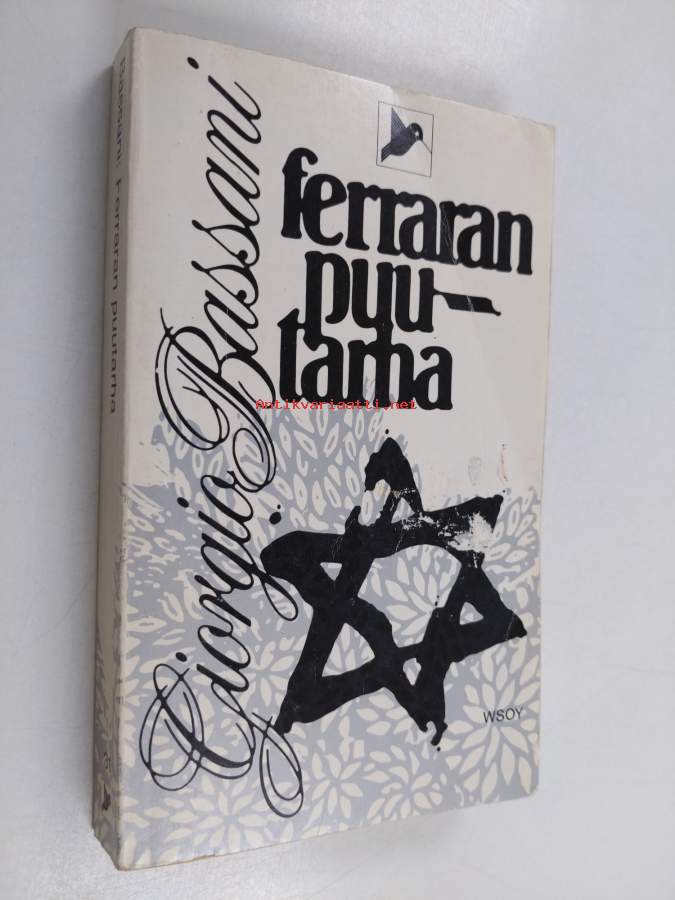 Bassani: Ferraran puutarha
Giorgio Bassani
ferraran
puu-
tarha
Antikvariaatti.net
WSOY